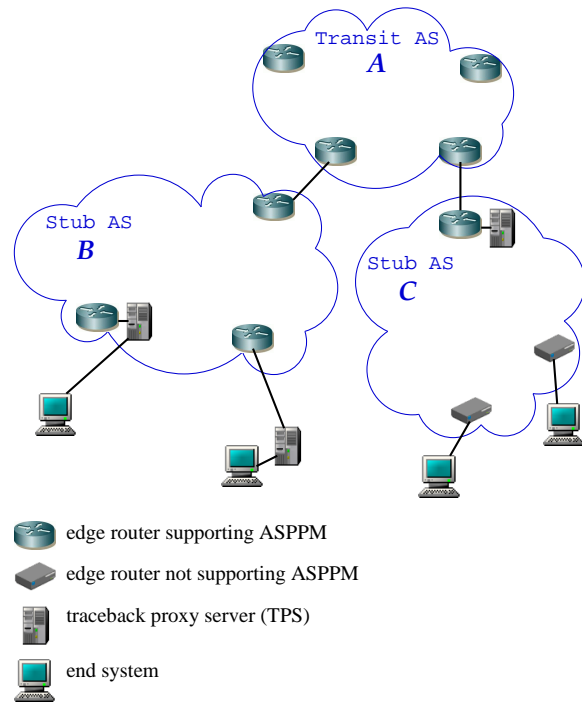 Transit AS
A
Stub AS
B
Stub AS
C
edge router supporting ASPPM
edge router not supporting ASPPM
traceback proxy server (TPS)
end system